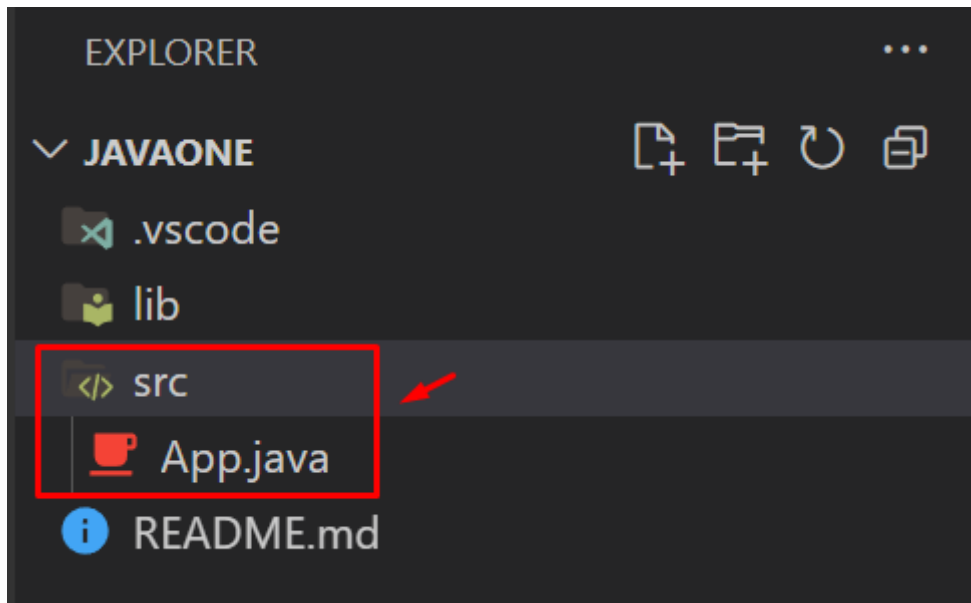 EXPLORER
JAVAONE
.vscode
lib
src
App.java
README.md